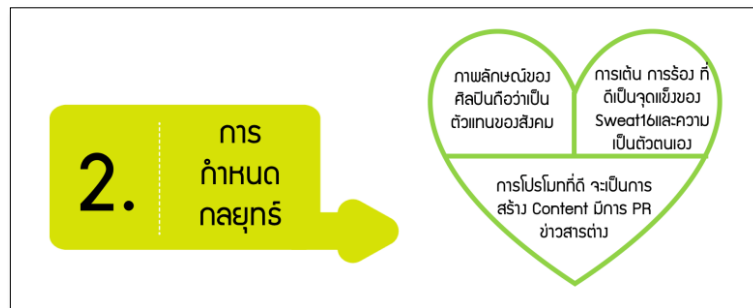 2.
การ
กำหนด
กลยุทธ์
ภาพลักษณ์ของ
ศิลปินถือว่าเป็น
ตัวแทนของสังคม
การเต้น การร้อง ที่
ดีเป็นจุดแข็งของ
Sweat16และความ
เป็นตัวตนเอง
การโปรโมทที่ดี จะเป็นการ
สร้าง Content มีการ PR
ข่าวสารต่าง